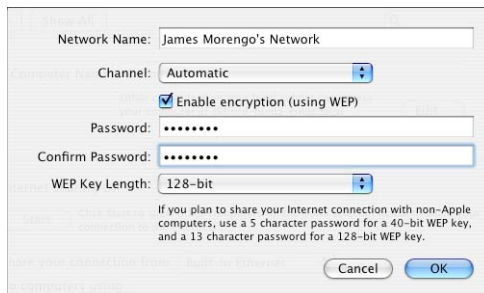 Show All
Network Name: James Morengo's Network
Channel: Automatic
Enable encryption (using WEP)
Password: ••••••••
Confirm Password: ••••••••
WEP Key Length: 128-bit
If you plan to share your Internet connection with non-Apple
computers, use a 5 character password for a 40-bit WEP key,
and a 13 character password for a 128-bit WEP key.
Cancel OK